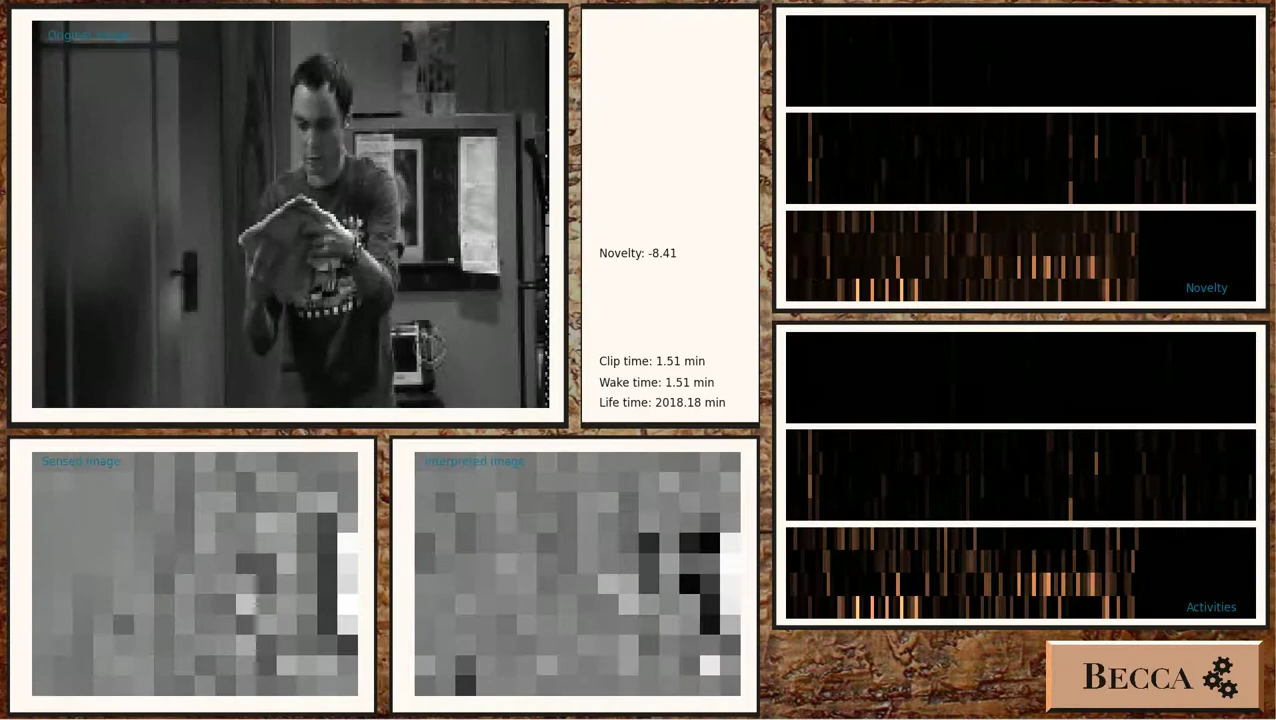 Original image
Novelty: -8.41
Clip time: 1.51 min
Wake time: 1.51 min
Life time: 2018.18 min
Sensed image
Interpreted image
Novelty
Activities
BECCA